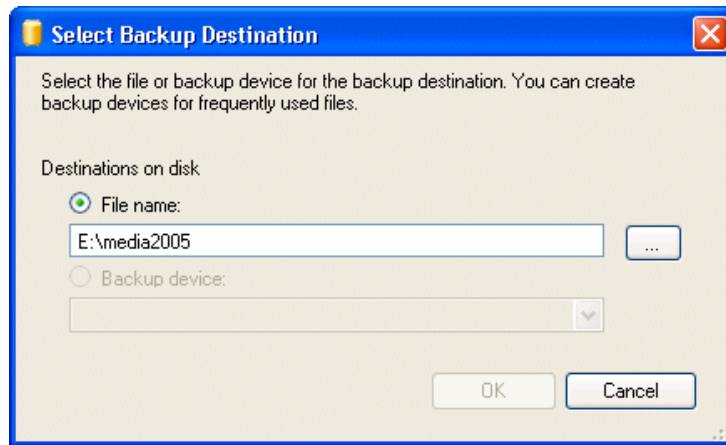 Select Backup Destination
Select the file or backup device for the backup destination. You can create
backup devices for frequently used files.
Destinations on disk
File name:
E:\media2005
...
Backup device:
OK
Cancel